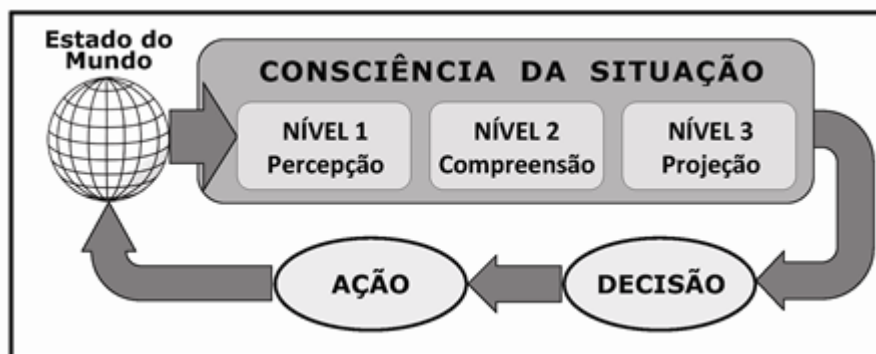 Estado do
Mundo
CONSCIÊNCIA DA SITUAÇÃO
NÍVEL 1
Percepção
NÍVEL 2
Compreensão
NÍVEL 3
Projeção
AÇÃO
DECISÃO